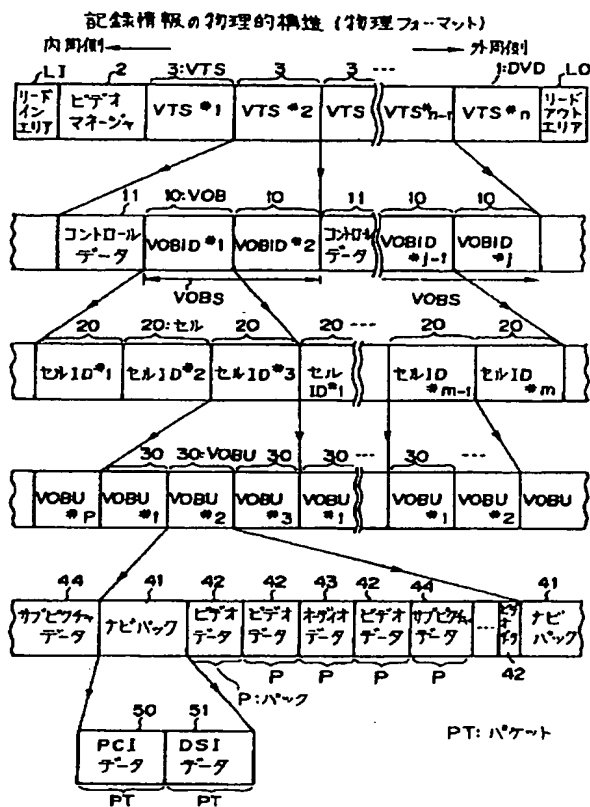 記録情報の物理的構造 (物理フォーマット)
内周側 外周側
LI 2 3:VTS 3 3 --- 1:DVD LO
リードインエリア ビデオマネージャ VTS #1 VTS #2 VTS VTS#n-1 VTS #n リードアウトエリア
11 10:VOB 10 11 10 10
コントロールデータ VOBID #1 VOBID #2 コントロールデータ VOBID #j-1 VOBID #j
VOBS VOBS
20 20:セル 20 20 --- 20 20
セルID#1 セルID#2 セルID#3 セルID#1 セルID #m-1 セルID #m
30 30:VOBU 30 30 --- 30 ---
VOBU #P VOBU #1 VOBU #2 VOBU #3 VOBU #1 VOBU #1 VOBU #2 VOBU
44 41 42 42 43 42 44 41
サブピクチャデータ ナビパック ビデオデータ ビデオデータ オーディオデータ ビデオデータ サブピクチャデータ --- ビデオデータ ナビパック
P P P P 42
P:パック
50 51
PCIデータ DSIデータ PT: パケット
PT PT